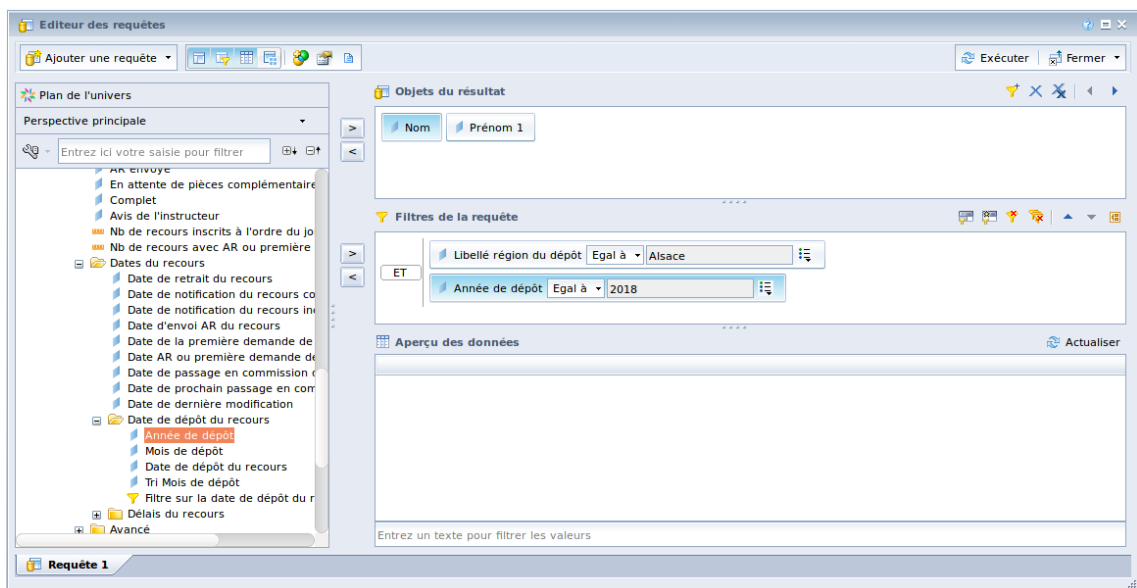 Editeur des requêtes
Ajouter une requête
Exécuter
Fermer
Plan de l'univers
Perspective principale
Entrez ici votre saisie pour filtrer
AR envoyé
En attente de pièces complémentaire
Complet
Avis de l'instructeur
Nb de recours inscrits à l'ordre du jo
Nb de recours avec AR ou première
Dates du recours
Date de retrait du recours
Date de notification du recours co
Date de notification du recours in
Date d'envoi AR du recours
Date de la première demande de
Date AR ou première demande de
Date de passage en commission
Date de prochain passage en com
Date de dernière modification
Date de dépôt du recours
Année de dépôt
Mois de dépôt
Date de dépôt du recours
Tri Mois de dépôt
Filtre sur la date de dépôt du r
Délais du recours
Avancé
Objets du résultat
> Nom Prénom 1
<
Filtres de la requête
> Libellé région du dépôt Egal à Alsace
ET
< Année de dépôt Egal à 2018
Aperçu des données
Actualiser
Entrez un texte pour filtrer les valeurs
Requête 1